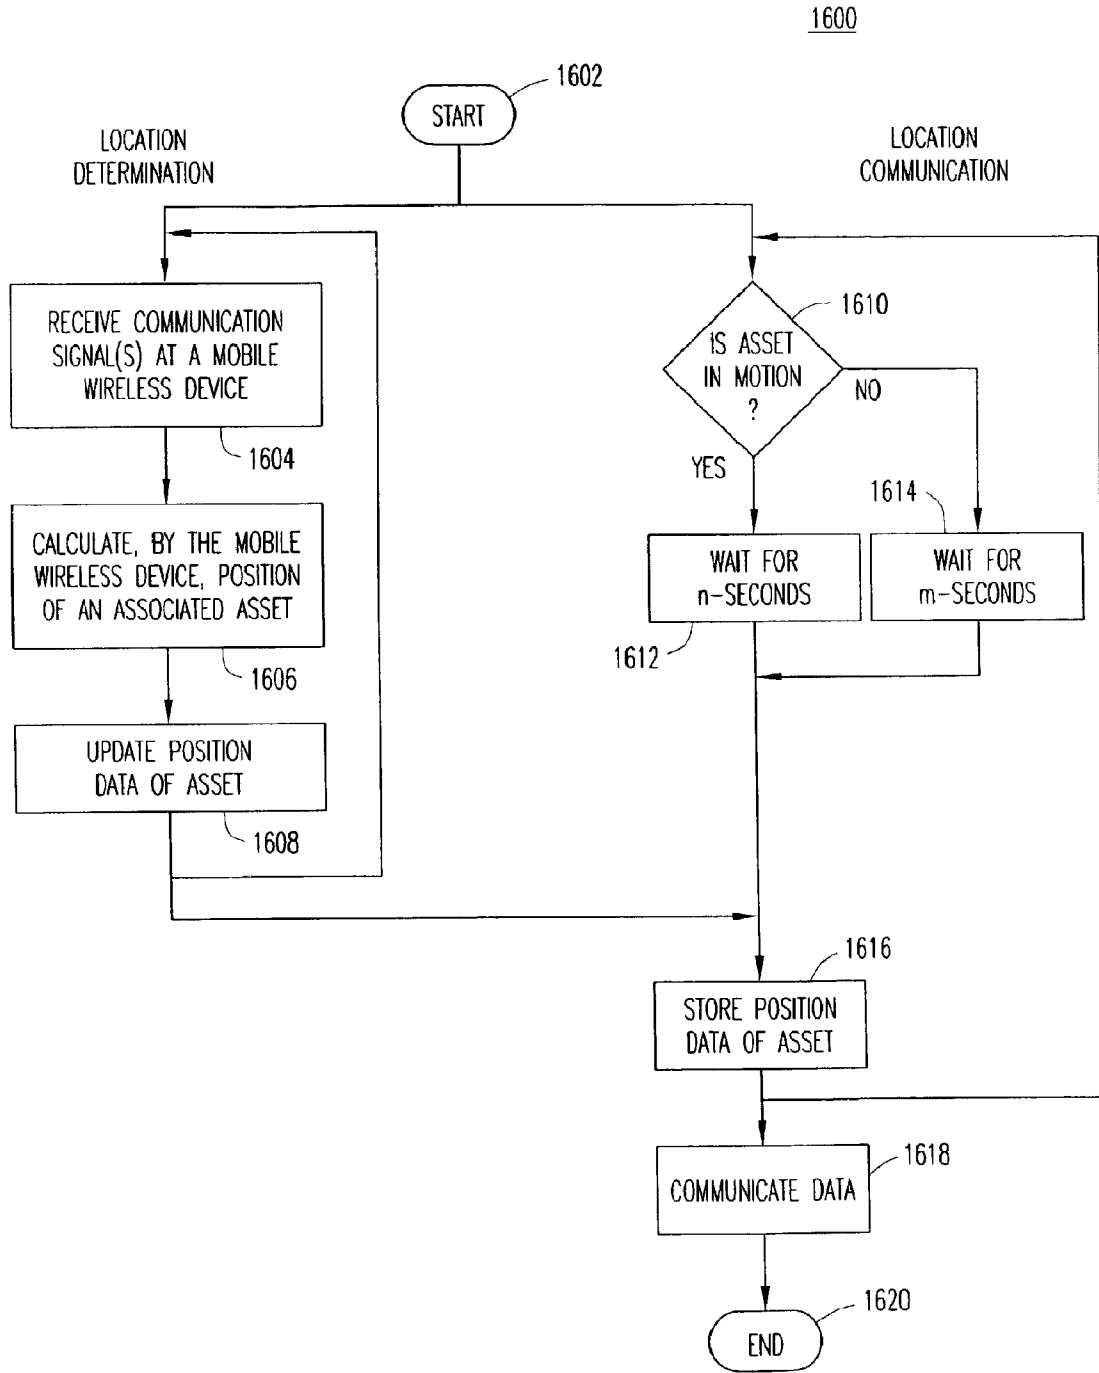 1600
1602
START
LOCATION
DETERMINATION
LOCATION
COMMUNICATION
RECEIVE COMMUNICATION
SIGNAL(S) AT A MOBILE
WIRELESS DEVICE
1604
CALCULATE, BY THE MOBILE
WIRELESS DEVICE, POSITION
OF AN ASSOCIATED ASSET
1606
UPDATE POSITION
DATA OF ASSET
1608
1610
IS ASSET
IN MOTION
?
NO
YES
1614
WAIT FOR
n-SECONDS
1612
WAIT FOR
m-SECONDS
1616
STORE POSITION
DATA OF ASSET
1618
COMMUNICATE DATA
1620
END